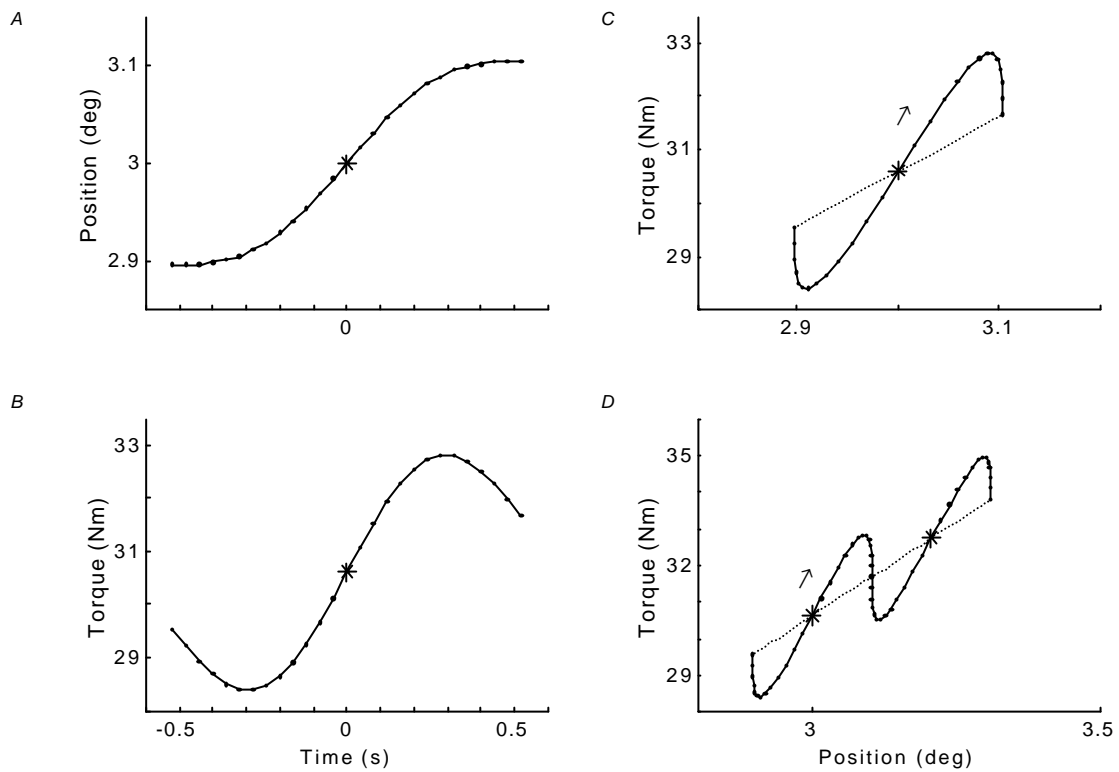 A
Position (deg)
3.1
3
2.9
0
B
Torque (Nm)
33
31
29
-0.5
0
0.5
Time (s)
C
Torque (Nm)
33
31
29
2.9
3.1
D
Torque (Nm)
35
32
29
3
3.5
Position (deg)